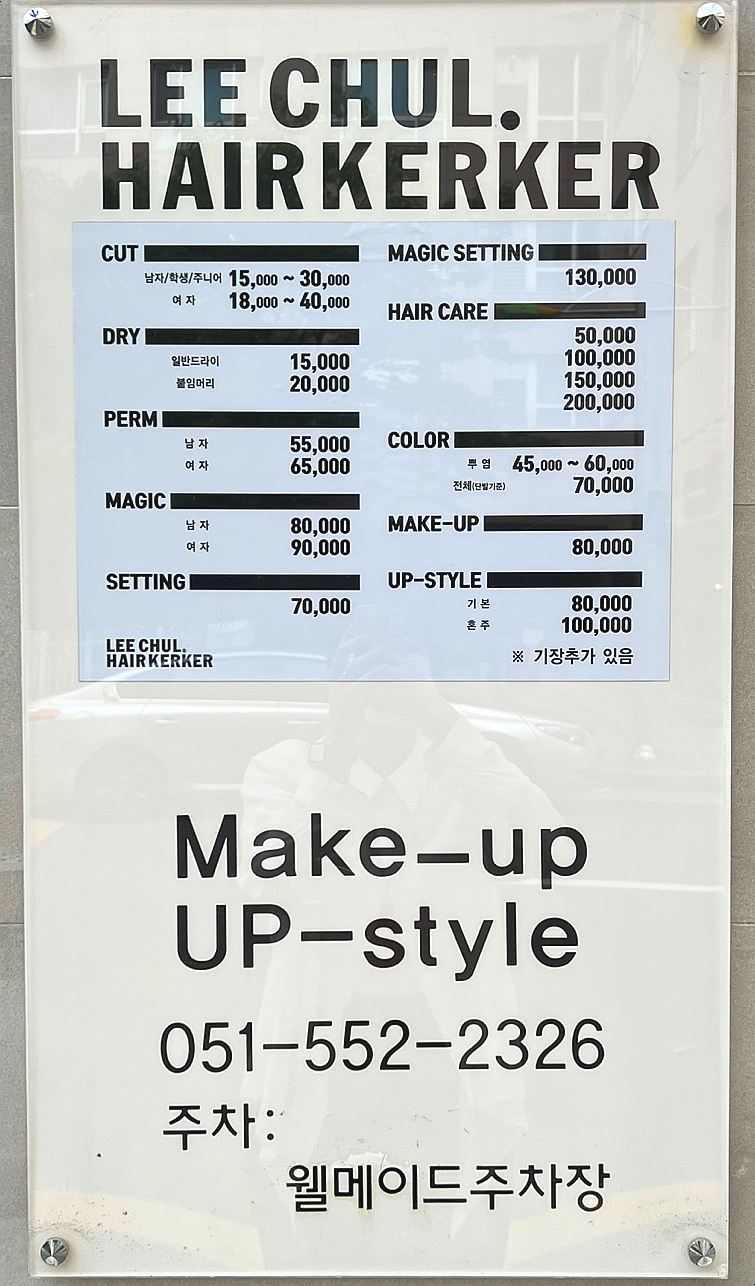 LEE CHUL.
HAIRKERKER
CUT
남자/학생/주니어 15,000 ~ 30,000
여 자 18,000 ~ 40,000
DRY
일반드라이 15,000
붙임머리 20,000
PERM
남 자 55,000
여 자 65,000
MAGIC
남 자 80,000
여 자 90,000
SETTING
70,000
LEE CHUL.
HAIRKERKER
MAGIC SETTING
130,000
HAIR CARE
50,000
100,000
150,000
200,000
COLOR
뿌 염 45,000 ~ 60,000
전체(단발기준) 70,000
MAKE-UP
80,000
UP-STYLE
기 본 80,000
혼 주 100,000
※ 기장추가 있음
Make-up
UP-style
051-552-2326
주차:
웰메이드주차장